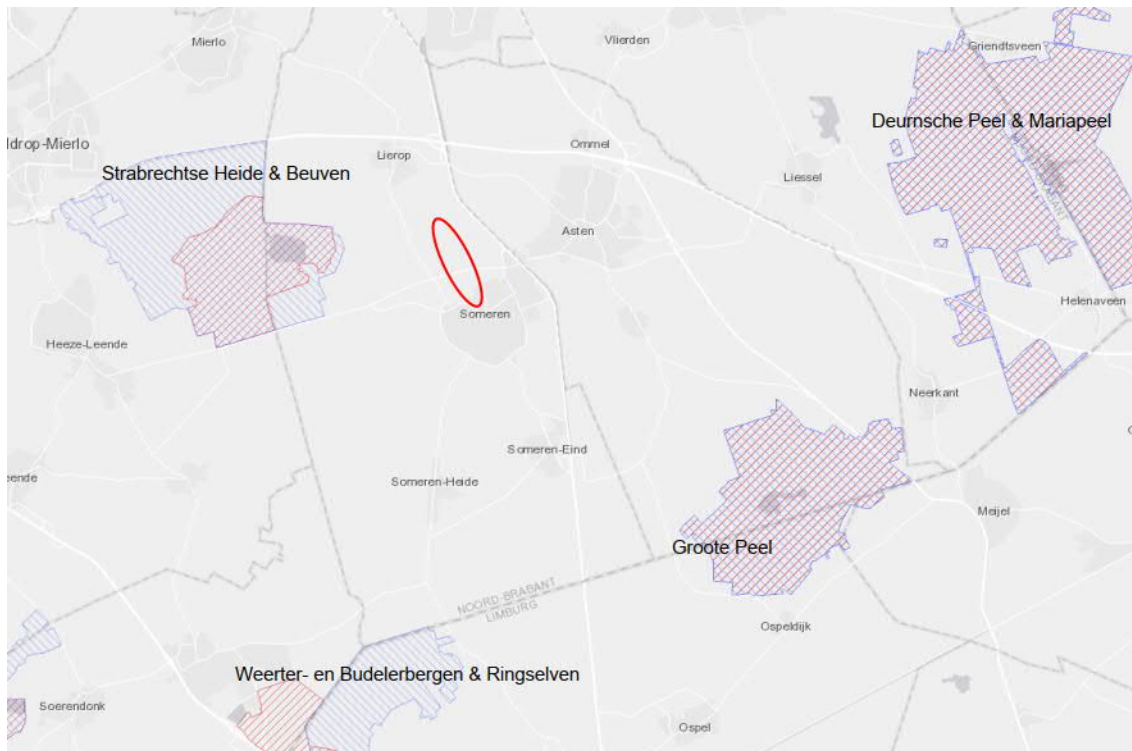 Mierlo
Vlierden
Griendtsveen
Deurnsche Peel & Mariapeel
ldrop-Mierlo
Lierop
Ommel
Strabrechtse Heide & Beuven
Liessel
BRABANT
Asten
Helenaveen
Someren
Heeze-Leende
Neerkant
Someren-Eind
eende
Someren-Heide
Meijel
Groote Peel
NOORD-BRABANT
LIMBURG
Ospeldijk
Weerter- en Budelerbergen & Ringselven
Soerendonk
Ospel